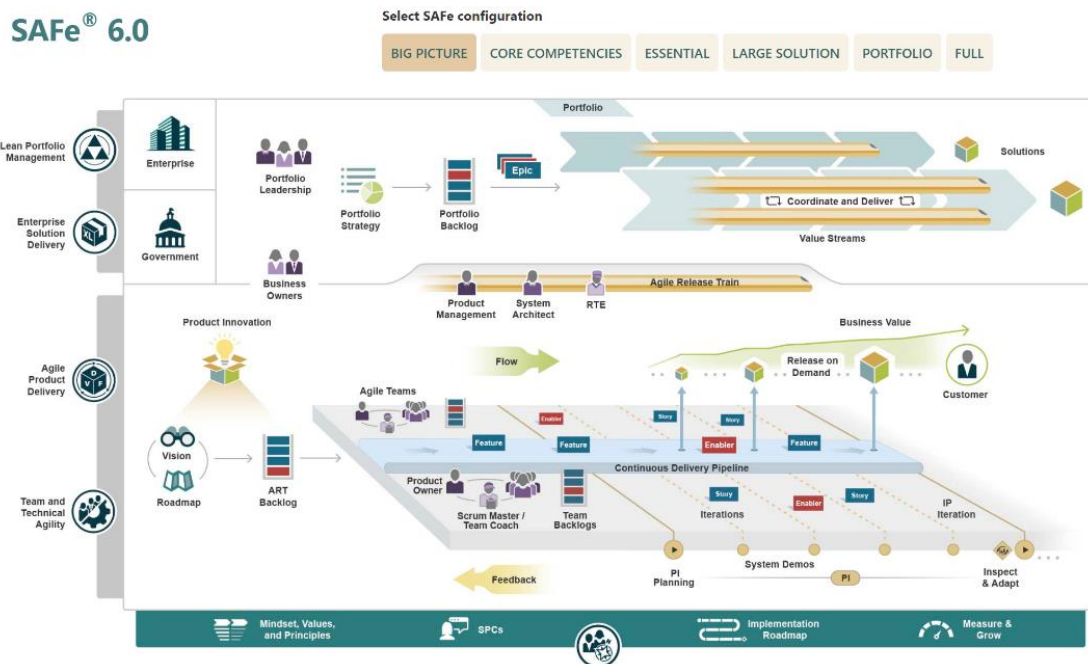 SAFe® 6.0
Select SAFe configuration
BIG PICTURE
CORE COMPETENCIES
ESSENTIAL
LARGE SOLUTION
PORTFOLIO
FULL
Lean Portfolio
Management
Enterprise
Solution
Delivery
XL
Agile
Product
Delivery
D
V
F
Team and
Technical
Agility
Enterprise
Government
Portfolio
Leadership
Portfolio
Strategy
Portfolio
Backlog
Epic
Portfolio
Solutions
Coordinate and Deliver
Value Streams
Business
Owners
Product
Management
System
Architect
RTE
Agile Release Train
Product Innovation
Vision
Roadmap
ART
Backlog
Flow
Business Value
Release on
Demand
Customer
Agile Teams
Enabler
Story
Story
Feature
Feature
Enabler
Feature
Continuous Delivery Pipeline
Product
Owner
Scrum Master /
Team Coach
Team
Backlogs
Story
Iterations
Enabler
Story
IP
Iteration
PI
Planning
System Demos
PI
Inspect
& Adapt
Feedback
Mindset, Values,
and Principles
SPCs
Implementation
Roadmap
Measure &
Grow